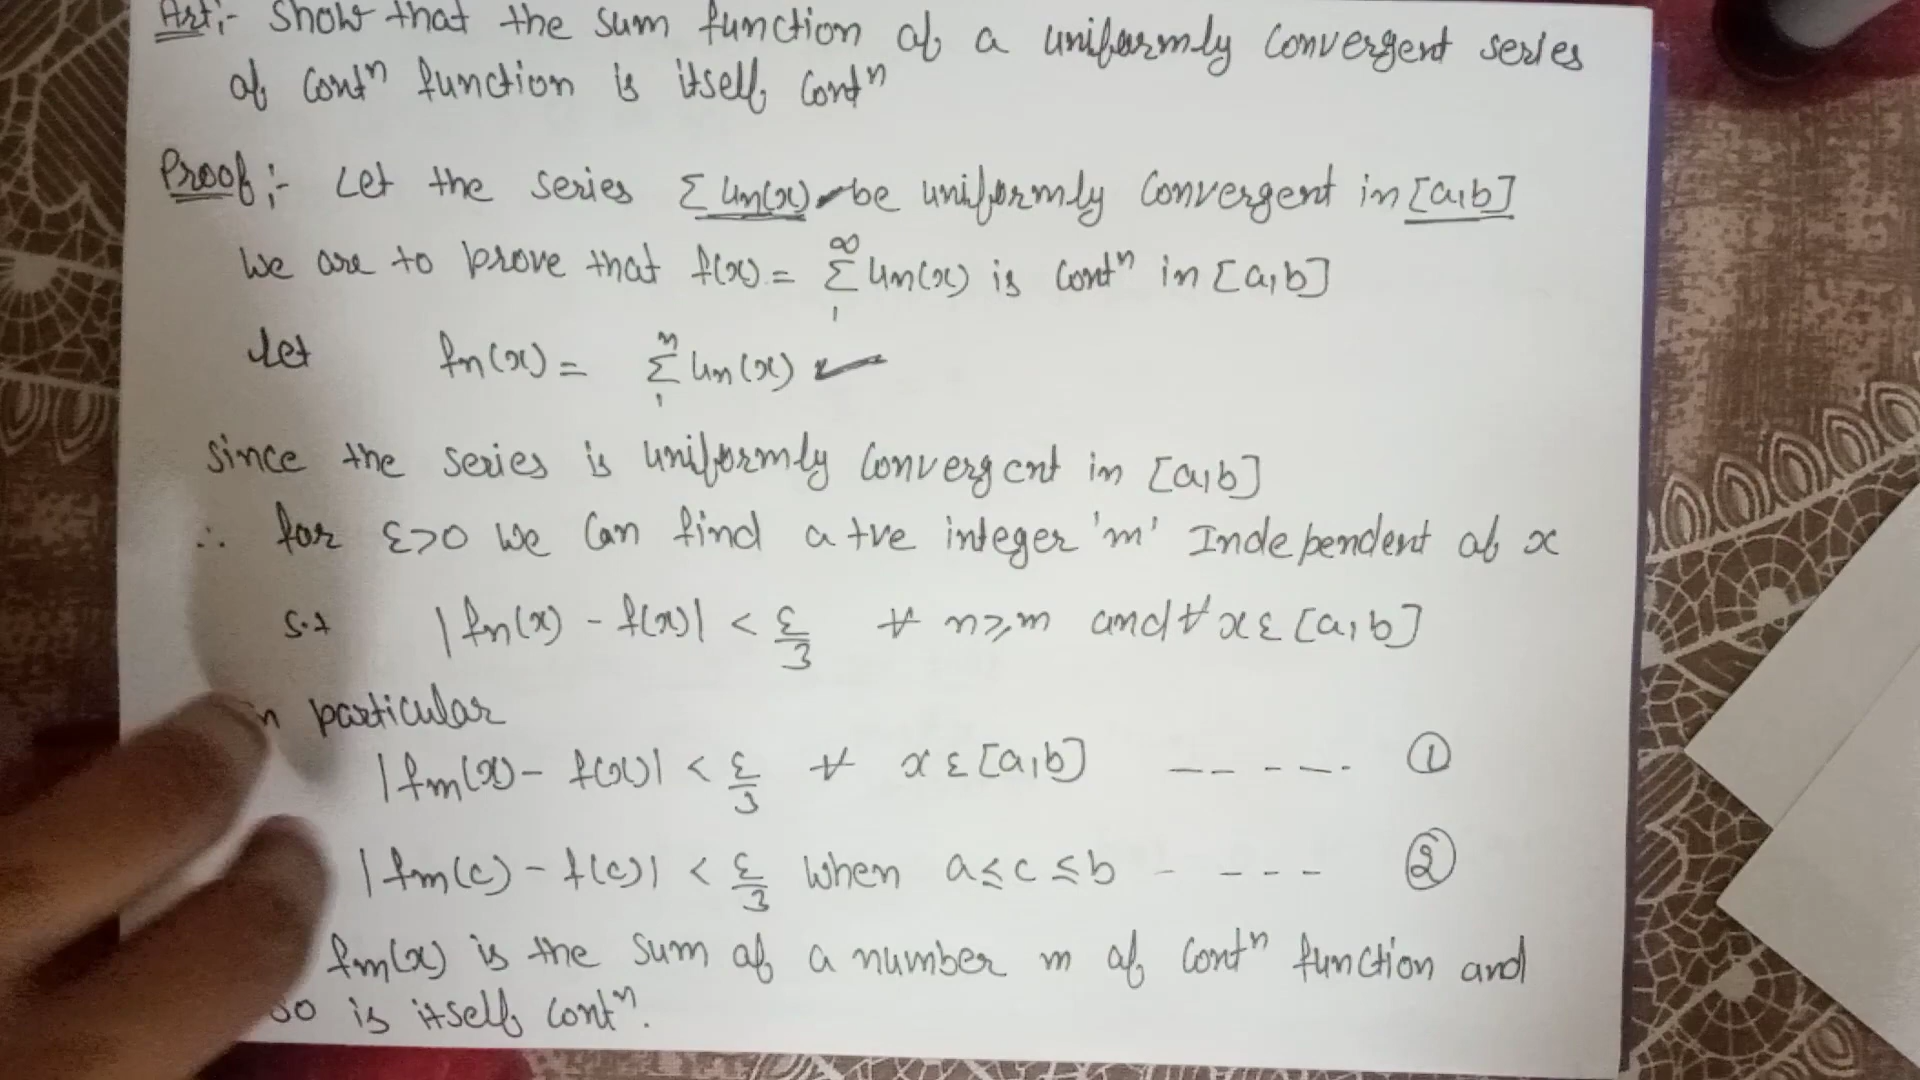 Art:- Show that the sum function of a uniformly convergent series
of contⁿ function is itself contⁿ
Proof:- Let the series Σ un(x) be uniformly convergent in [a,b]
We are to prove that f(x) = ∞Σ1 un(x) is contⁿ in [a,b]
Let fn(x) = nΣ1 un(x)
since the series is uniformly convergent in [a,b]
∴ for ε>0 we can find a +ve integer 'm' Independent of x
s.t |fn(x) - f(x)| < ε/3 ∀ n≥m and ∀ x ε [a,b]
n particular
|fm(x) - f(x)| < ε/3 ∀ x ε [a,b] ----- ①
|fm(c) - f(c)| < ε/3 when a≤c≤b ---- ②
fm(x) is the sum of a number m of contⁿ function and
so is itself contⁿ.